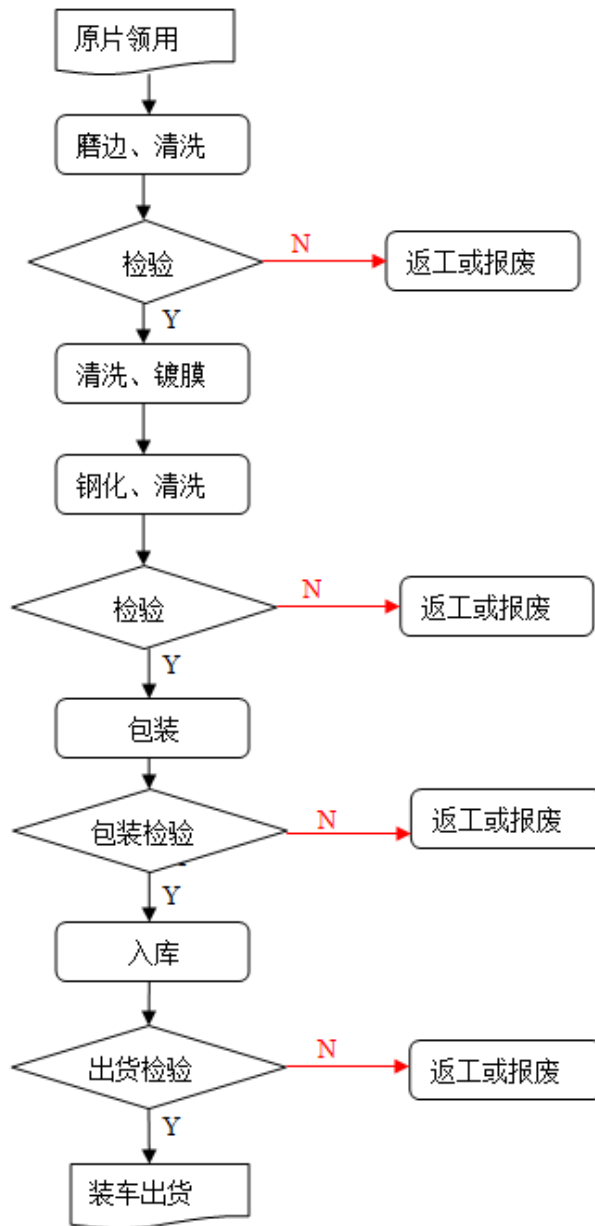 原片领用
磨边、清洗
检验
N
返工或报废
Y
清洗、镀膜
钢化、清洗
检验
N
返工或报废
Y
包装
包装检验
N
返工或报废
Y
入库
出货检验
N
返工或报废
Y
装车出货